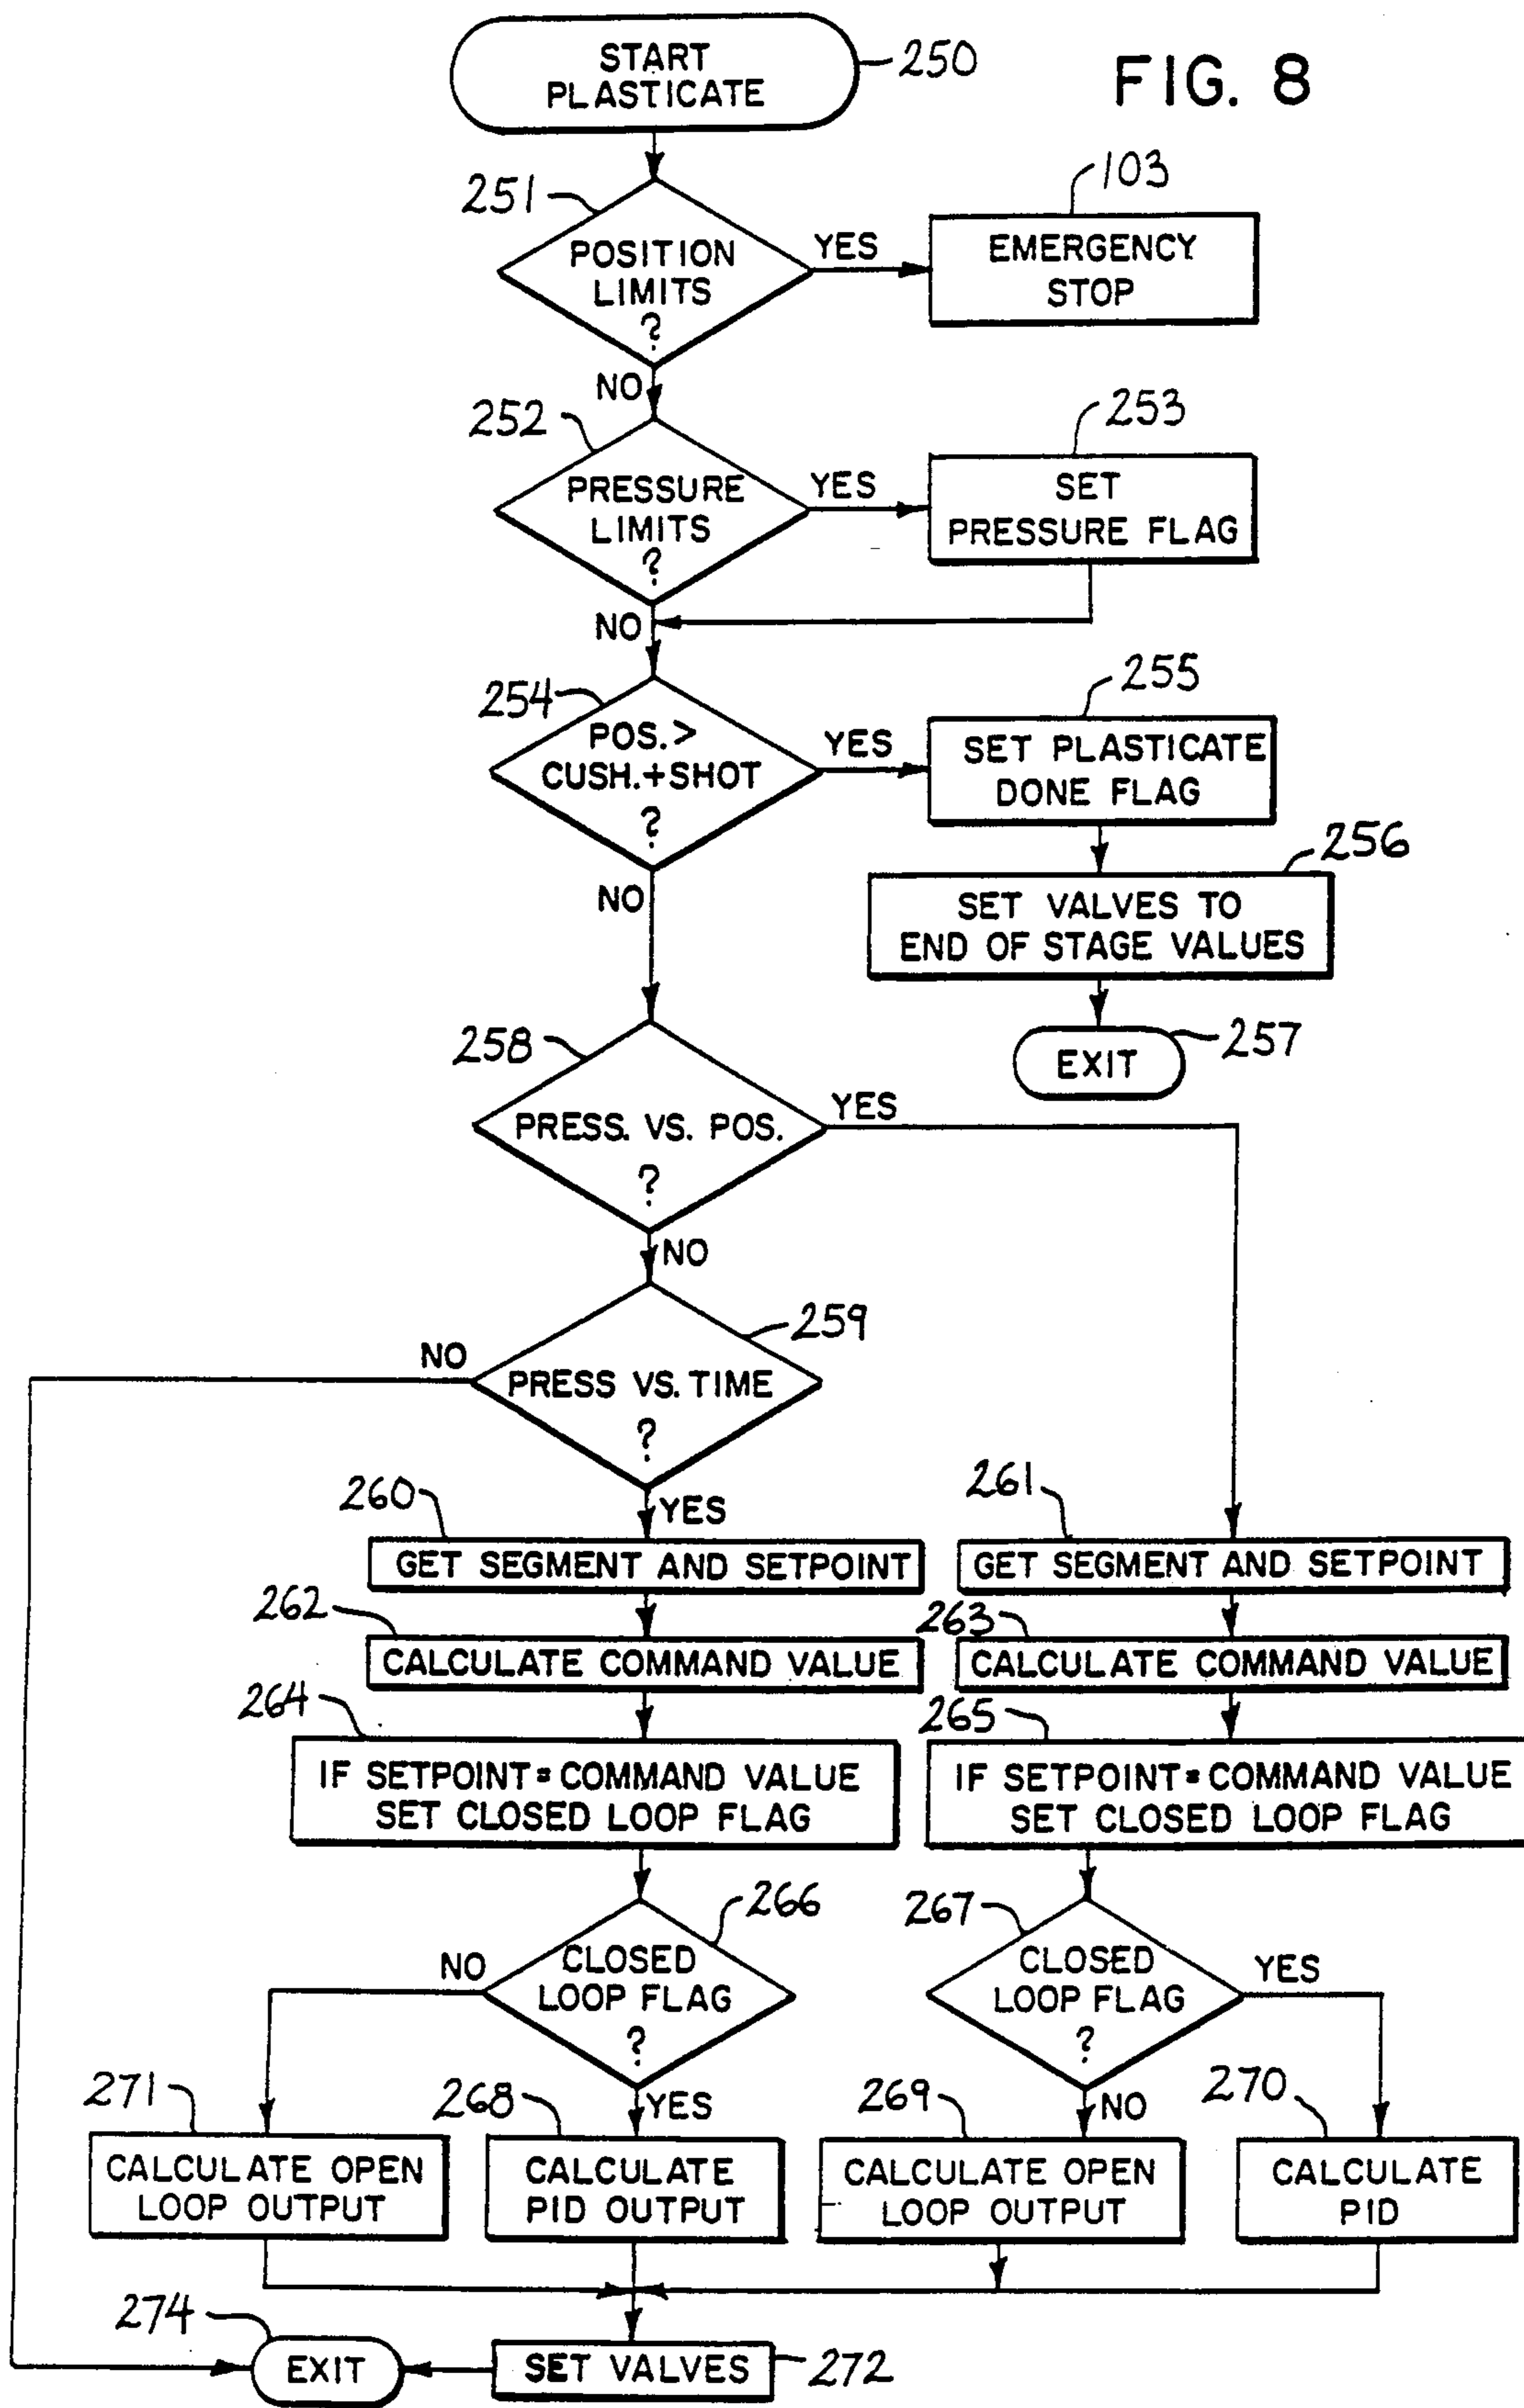 START
PLASTICATE
250
FIG. 8
251
POSITION
LIMITS
?
YES
103
EMERGENCY
STOP
NO
252
PRESSURE
LIMITS
?
YES
253
SET
PRESSURE FLAG
NO
254
POS.>
CUSH.+SHOT
?
YES
255
SET PLASTICATE
DONE FLAG
256
SET VALVES TO
END OF STAGE VALUES
257
EXIT
NO
258
PRESS. VS. POS.
?
YES
NO
259
PRESS VS. TIME
?
NO
YES
260
GET SEGMENT AND SETPOINT
261
GET SEGMENT AND SETPOINT
262
CALCULATE COMMAND VALUE
263
CALCULATE COMMAND VALUE
264
IF SETPOINT=COMMAND VALUE
SET CLOSED LOOP FLAG
265
IF SETPOINT=COMMAND VALUE
SET CLOSED LOOP FLAG
266
CLOSED
LOOP FLAG
?
NO
YES
267
CLOSED
LOOP FLAG
?
YES
NO
271
CALCULATE OPEN
LOOP OUTPUT
268
CALCULATE
PID OUTPUT
269
CALCULATE OPEN
LOOP OUTPUT
270
CALCULATE
PID
274
EXIT
SET VALVES
272